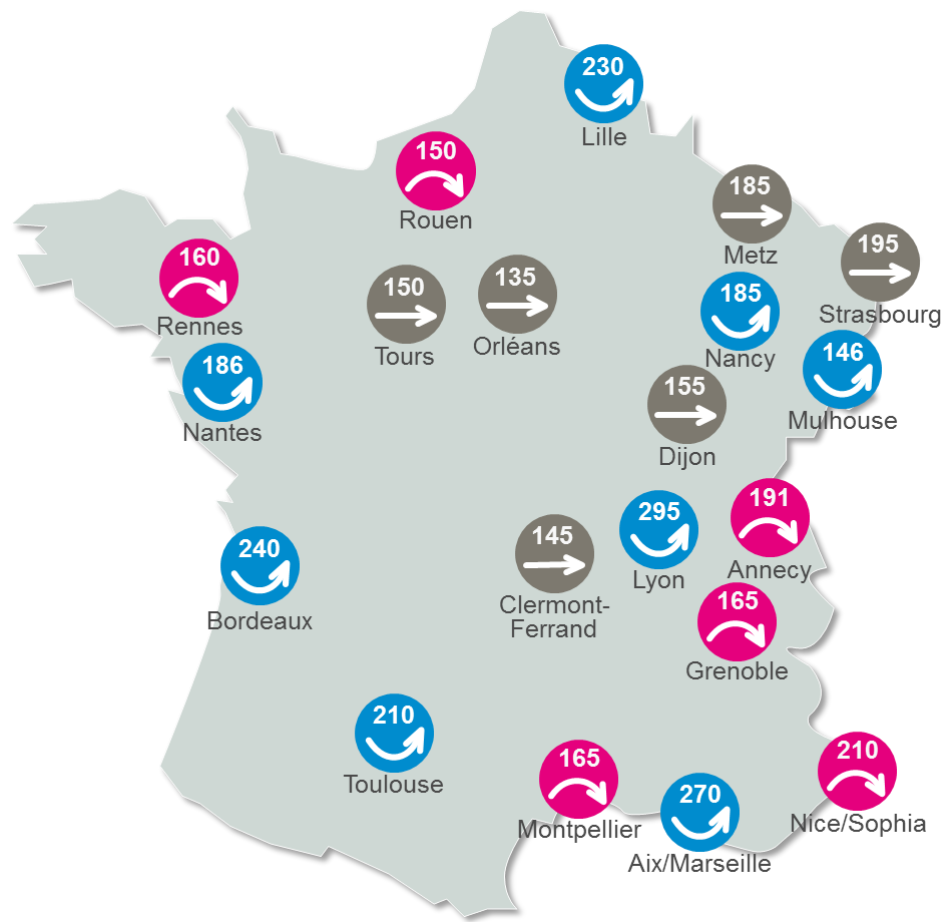 230
Lille
150
Rouen
185
Metz
195
Strasbourg
160
Rennes
150
Tours
135
Orléans
185
Nancy
186
Nantes
146
Mulhouse
155
Dijon
191
Annecy
295
Lyon
145
Clermont-
Ferrand
240
Bordeaux
165
Grenoble
210
Toulouse
165
Montpellier
270
Aix/Marseille
210
Nice/Sophia